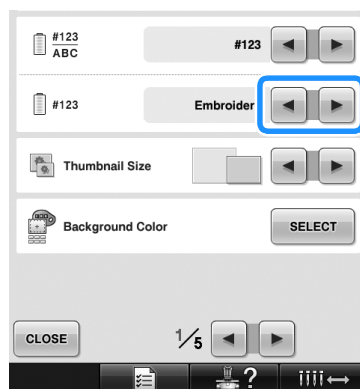 #123
ABC
#123
#123
Embroider
Thumbnail Size
Background Color
SELECT
CLOSE
1/5
?